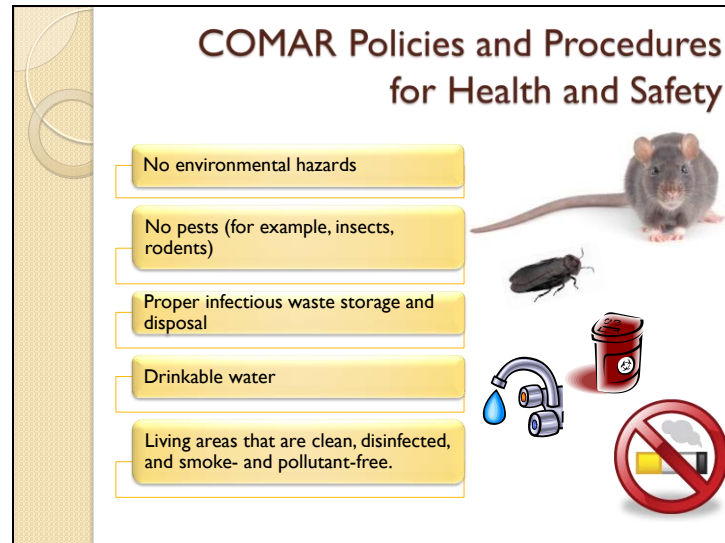 COMAR Policies and Procedures
for Health and Safety
No environmental hazards
No pests (for example, insects,
rodents)
Proper infectious waste storage and
disposal
Drinkable water
Living areas that are clean, disinfected,
and smoke- and pollutant-free.